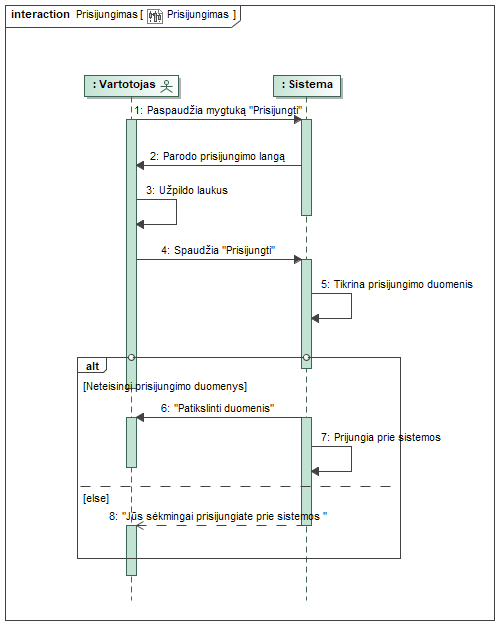 interaction Prisijungimas [ Prisijungimas ]
: Vartotojas
: Sistema
1: Paspaudžia mygtuką "Prisijungti"
2: Parodo prisijungimo langą
3: Užpildo laukus
4: Spaudžia "Prisijungti"
5: Tikrina prisijungimo duomenis
alt
[Neteisingi prisijungimo duomenys]
6: "Patikslinti duomenis"
7: Prijungia prie sistemos
[else]
8: "Jūs sėkmingai prisijungiate prie sistemos "